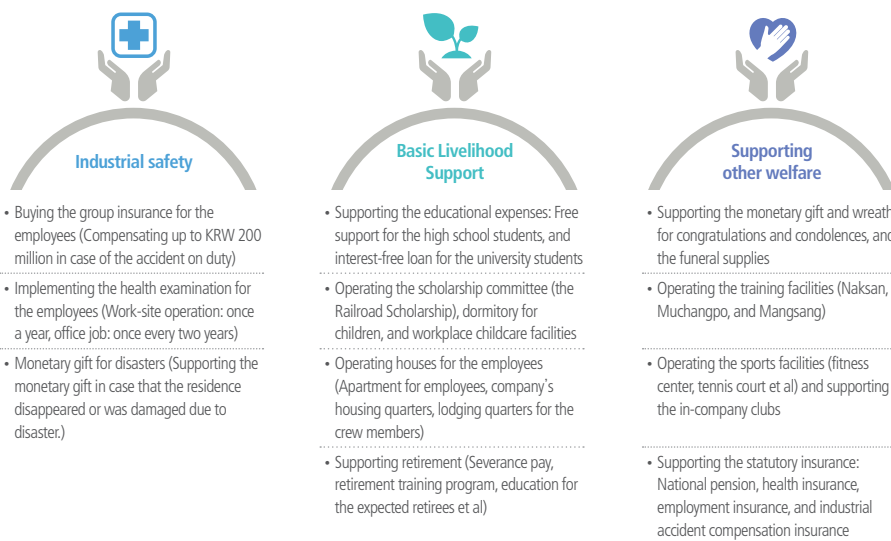 Industrial safety
• Buying the group insurance for the
employees (Compensating up to KRW 200
million in case of the accident on duty)
• Implementing the health examination for
the employees (Work-site operation: once
a year, office job: once every two years)
• Monetary gift for disasters (Supporting the
monetary gift in case that the residence
disappeared or was damaged due to
disaster.)
Basic Livelihood
Support
• Supporting the educational expenses: Free
support for the high school students, and
interest-free loan for the university students
• Operating the scholarship committee (the
Railroad Scholarship), dormitory for
children, and workplace childcare facilities
• Operating houses for the employees
(Apartment for employees, company's
housing quarters, lodging quarters for the
crew members)
• Supporting retirement (Severance pay,
retirement training program, education for
the expected retirees et al)
Supporting
other welfare
• Supporting the monetary gift and wreath
for congratulations and condolences, and
the funeral supplies
• Operating the training facilities (Naksan,
Muchangpo, and Mangsang)
• Operating the sports facilities (fitness
center, tennis court et al) and supporting
the in-company clubs
• Supporting the statutory insurance:
National pension, health insurance,
employment insurance, and industrial
accident compensation insurance